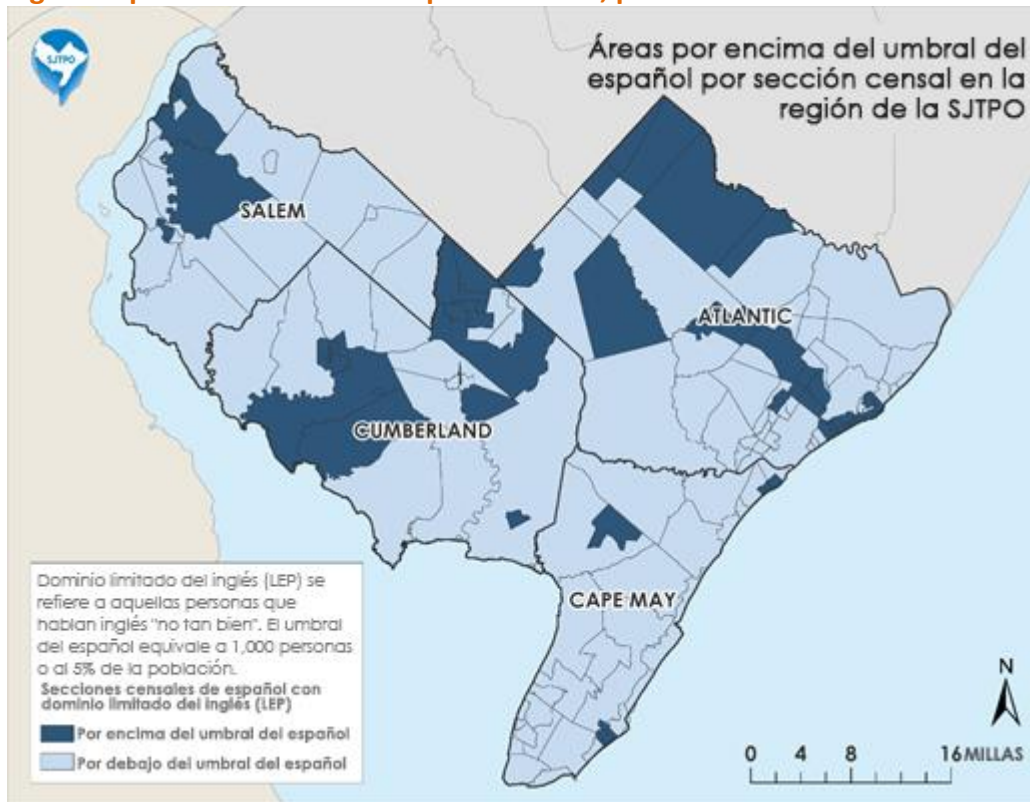 SJTPO
Áreas por encima del umbral del
español por sección censal en la
región de la SJTPO
SALEM
ATLANTIC
CUMBERLAND
CAPE MAY
Dominio limitado del inglés (LEP) se
refiere a aquellas personas que
hablan inglés "no tan bien". El umbral
del español equivale a 1,000 personas
o al 5% de la población.
Secciones censales de español con
dominio limitado del inglés (LEP)
Por encima del umbral del español
Por debajo del umbral del español
N
0 4 8 16 MILLAS